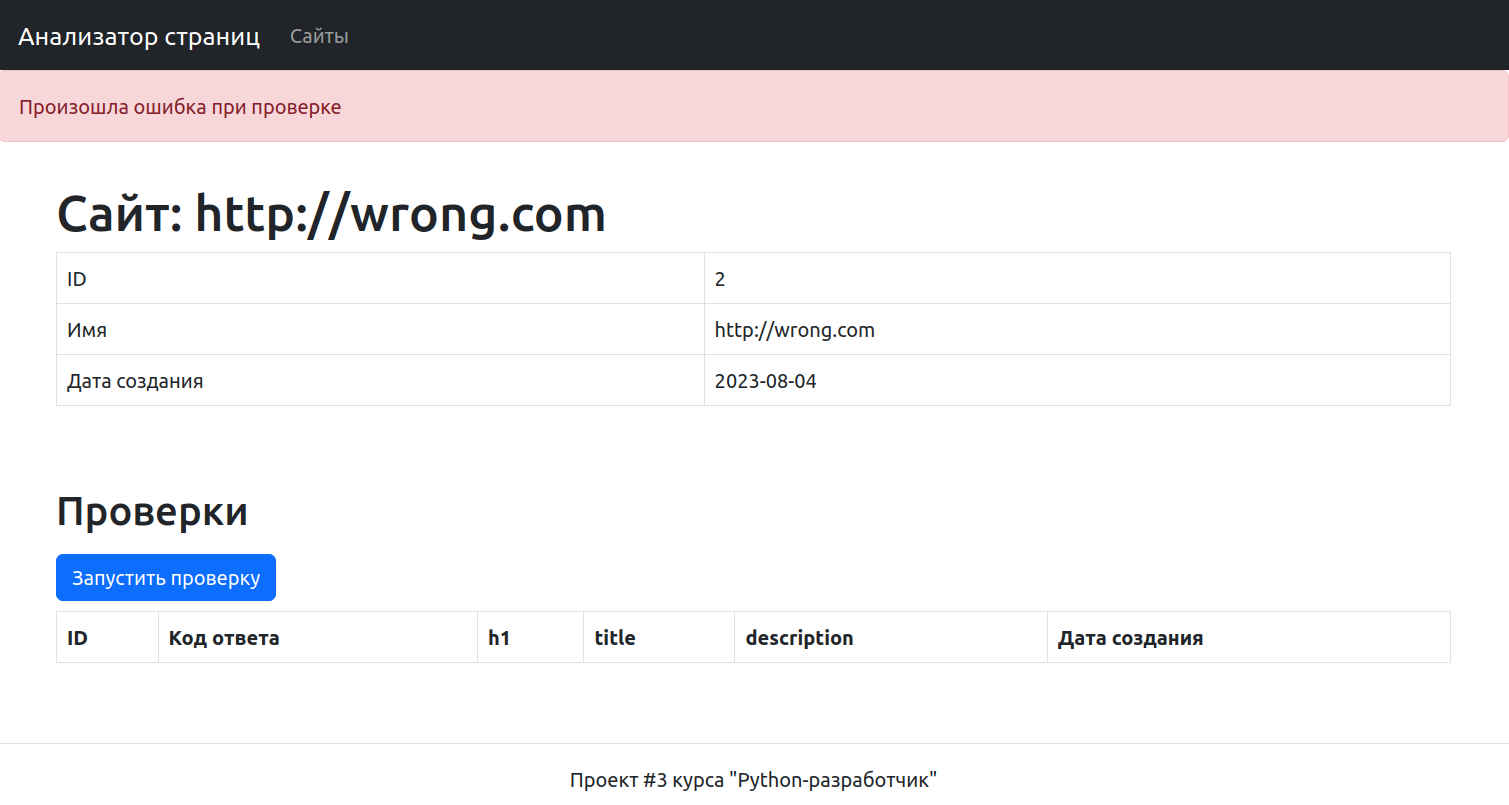 Анализатор страниц Сайты
Произошла ошибка при проверке
Сайт: http://wrong.com
ID 2
Имя http://wrong.com
Дата создания 2023-08-04
Проверки
Запустить проверку
ID Код ответа h1 title description Дата создания
Проект #3 курса "Python-разработчик"